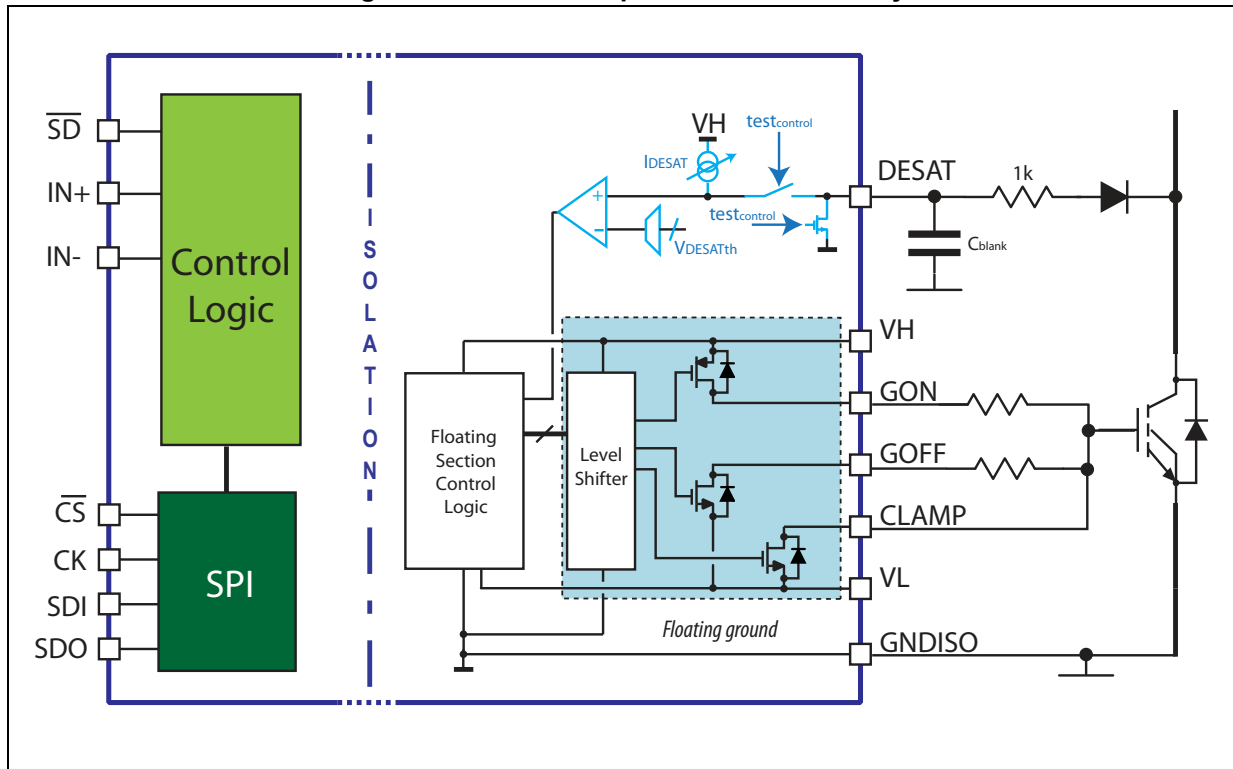 SD
IN+
IN-
Control
Logic
CS
CK
SDI
SDO
SPI
ISOLATION
VH
IDESAT
testcontrol
testcontrol
+
−
VDESATth
DESAT
1k
Cblank
Floating
Section
Control
Logic
Level
Shifter
VH
GON
GOFF
CLAMP
VL
Floating ground
GNDISO